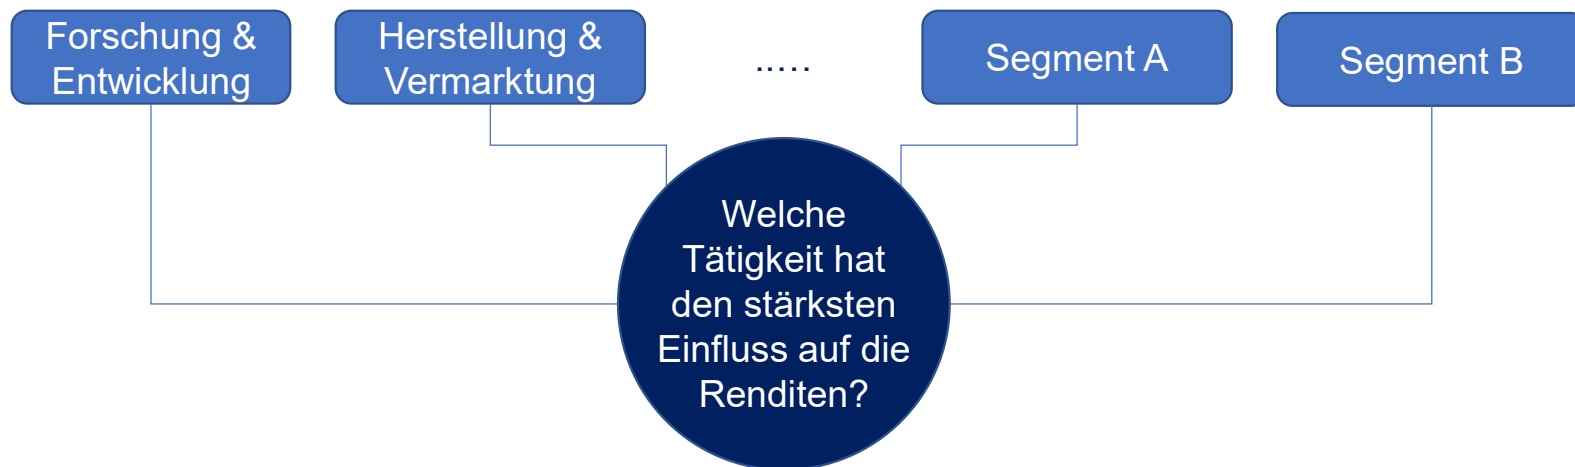 Forschung &
Entwicklung
Herstellung &
Vermarktung
.....
Segment A
Segment B
Welche
Tätigkeit hat
den stärksten
Einfluss auf die
Renditen?